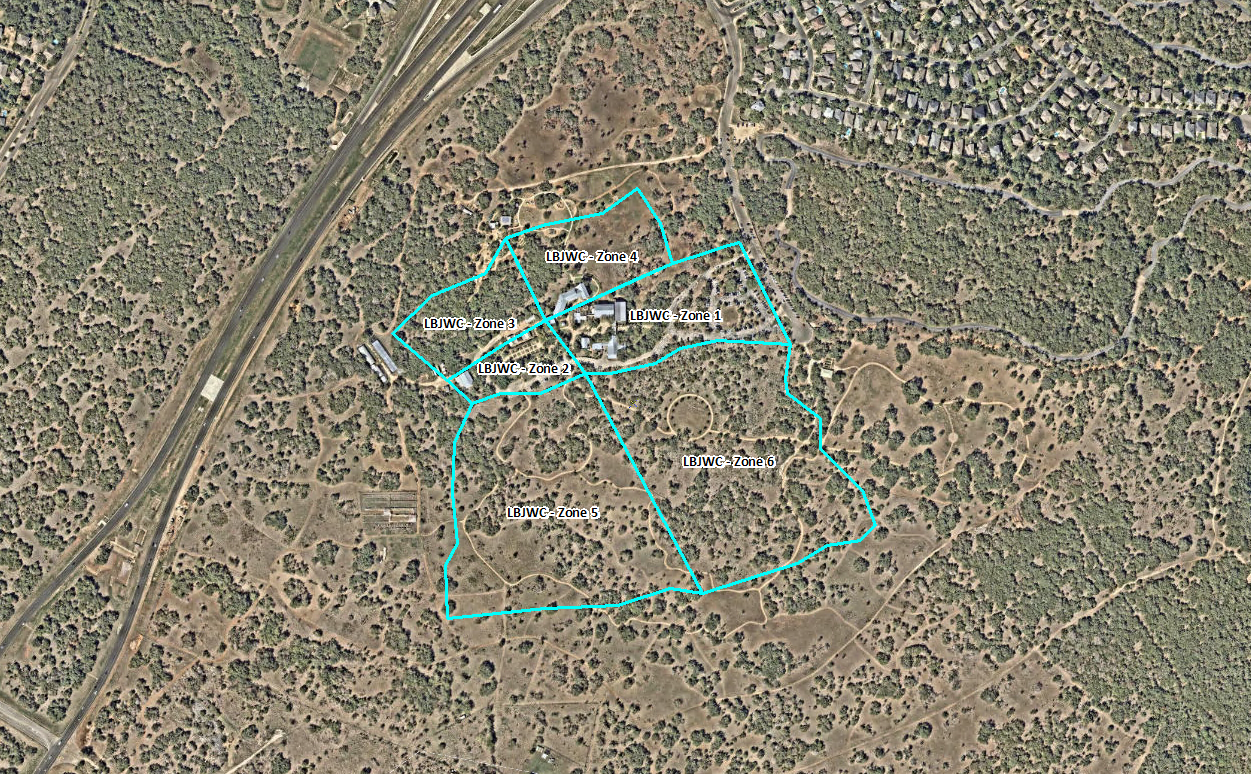 LBJWC - Zone 4
LBJWC - Zone 1
LBJWC - Zone 3
LBJWC - Zone 2
LBJWC - Zone 6
LBJWC - Zone 5